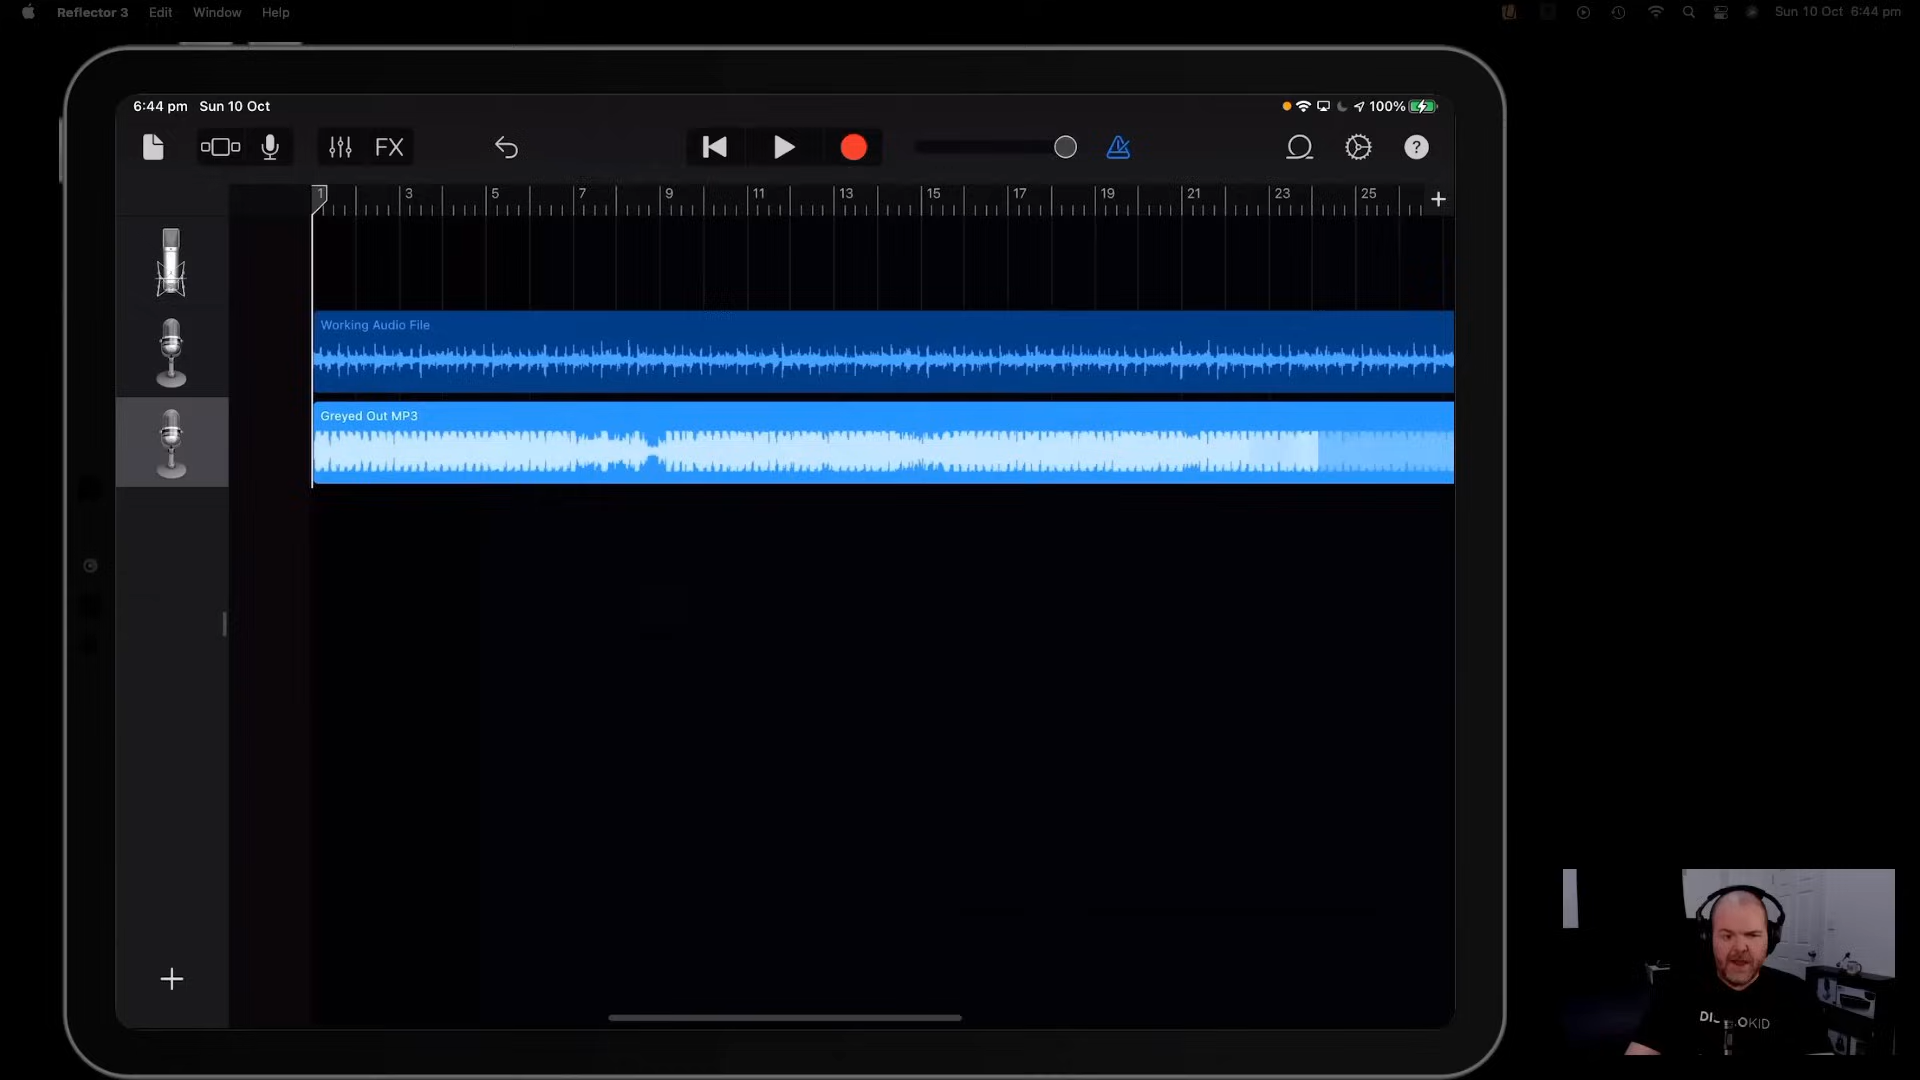 Reflector 3 Edit Window Help Sun 10 Oct 6:44 pm
6:44 pm Sun 10 Oct 100%
FX ?
1 3 5 7 9 11 13 15 17 19 21 23 25 +
Working Audio File
Greyed Out MP3
+